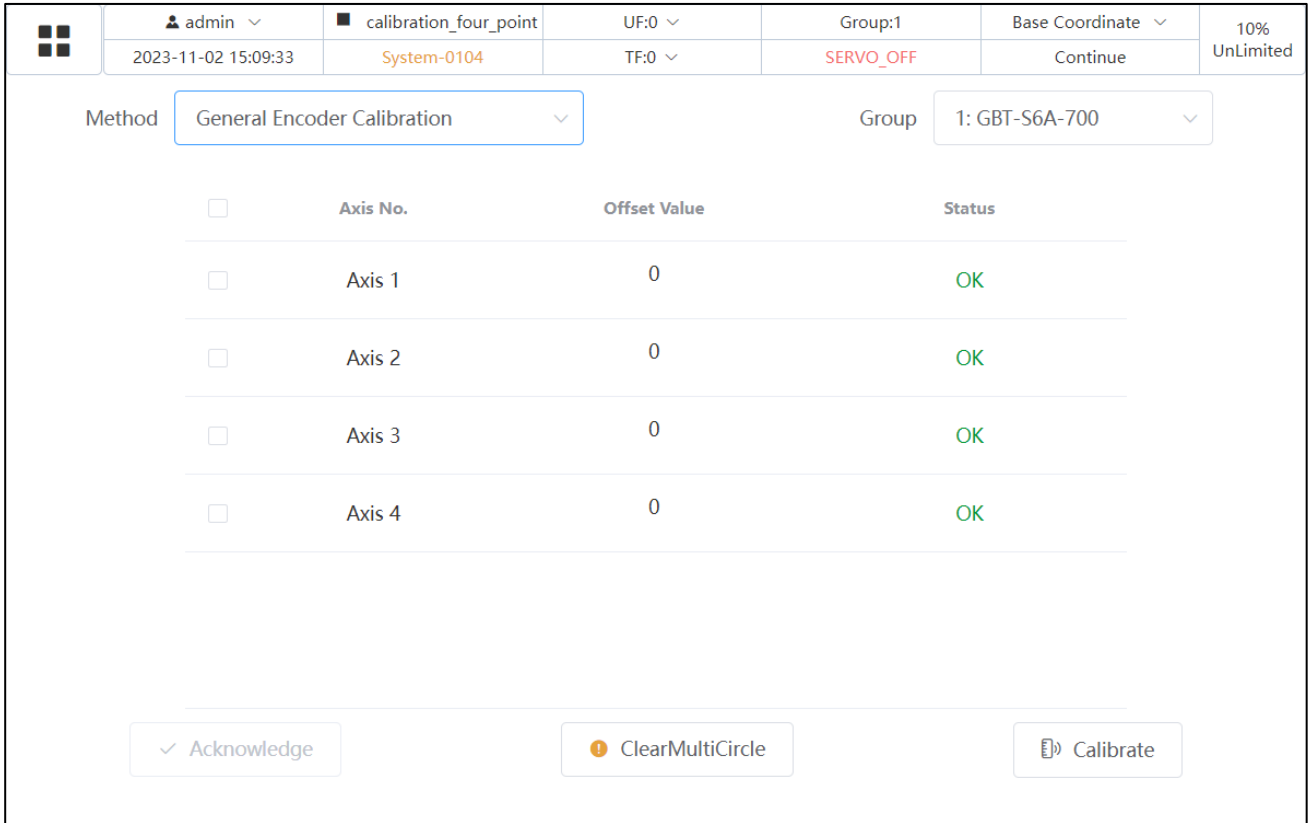 admin calibration_four_point UF:0 Group:1 Base Coordinate 10%
2023-11-02 15:09:33 System-0104 TF:0 SERVO_OFF Continue UnLimited
Method General Encoder Calibration Group 1: GBT-S6A-700
Axis No. Offset Value Status
Axis 1 0 OK
Axis 2 0 OK
Axis 3 0 OK
Axis 4 0 OK
Acknowledge ClearMultiCircle Calibrate